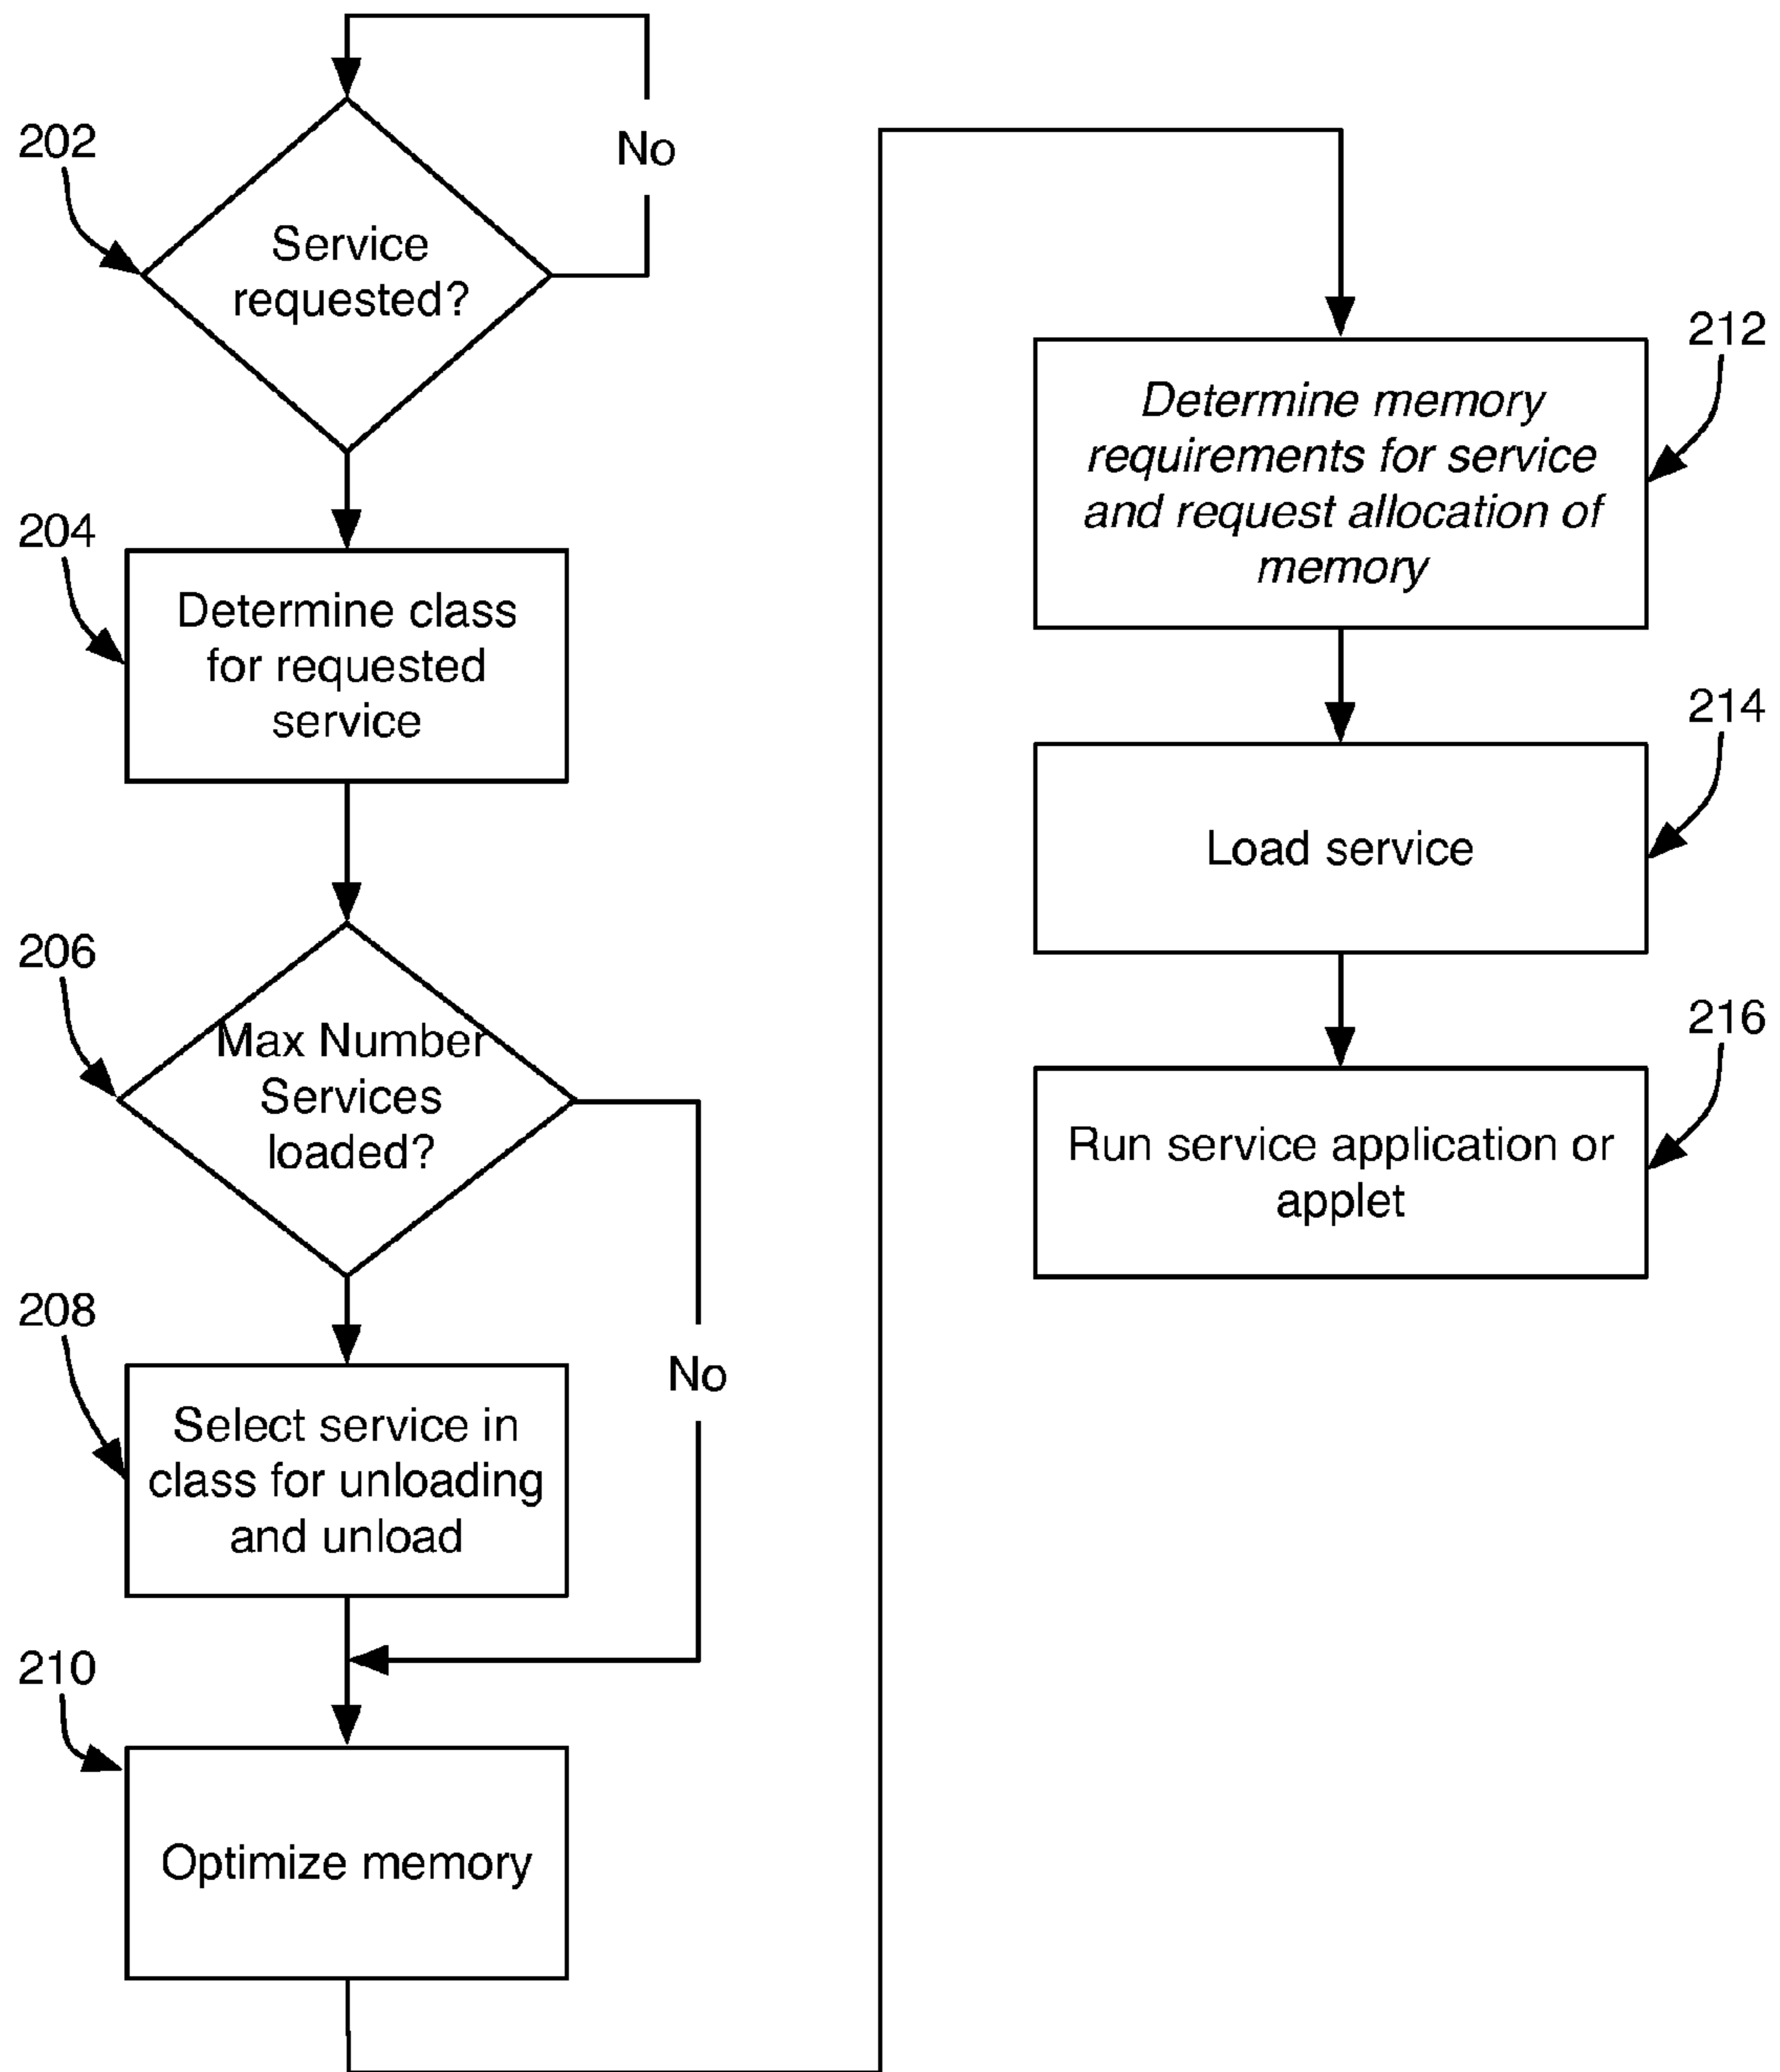 No
202
Service
requested?
204
Determine class
for requested
service
206
Max Number
Services
loaded?
208
No
Select service in
class for unloading
and unload
210
Optimize memory
212
Determine memory
requirements for service
and request allocation of
memory
214
Load service
216
Run service application or
applet